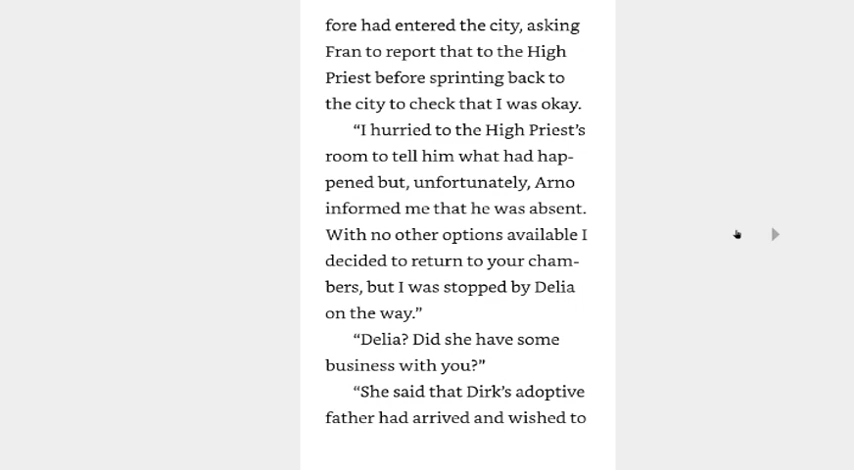 fore had entered the city, asking
Fran to report that to the High
Priest before sprinting back to
the city to check that I was okay.
“I hurried to the High Priest’s
room to tell him what had hap-
pened but, unfortunately, Arno
informed me that he was absent.
With no other options available I
decided to return to your cham-
bers, but I was stopped by Delia
on the way.”
“Delia? Did she have some
business with you?”
“She said that Dirk’s adoptive
father had arrived and wished to